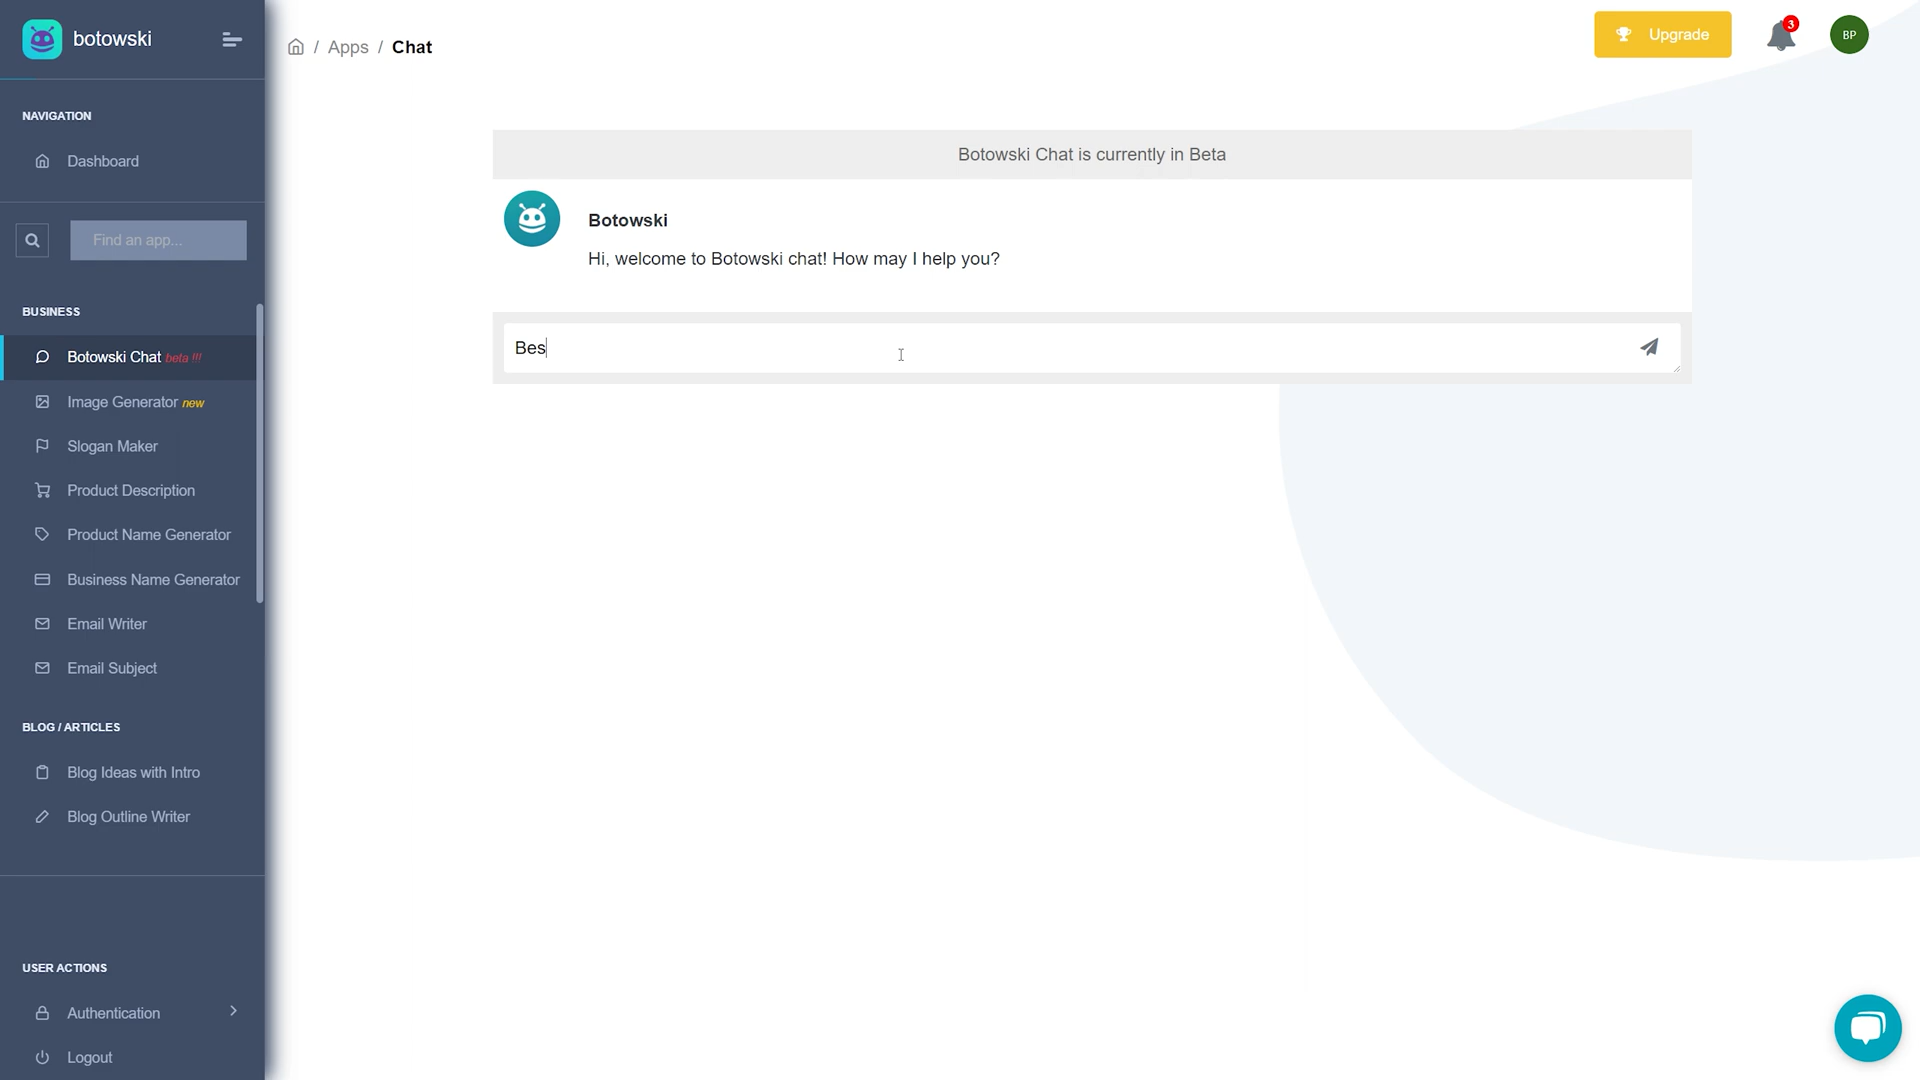 botowski
/ Apps / Chat
Upgrade
3
BP
NAVIGATION
Dashboard
Find an app...
BUSINESS
Botowski Chat beta !!!
Image Generator new
Slogan Maker
Product Description
Product Name Generator
Business Name Generator
Email Writer
Email Subject
BLOG / ARTICLES
Blog Ideas with Intro
Blog Outline Writer
USER ACTIONS
Authentication
Logout
Botowski Chat is currently in Beta
Botowski
Hi, welcome to Botowski chat! How may I help you?
Bes